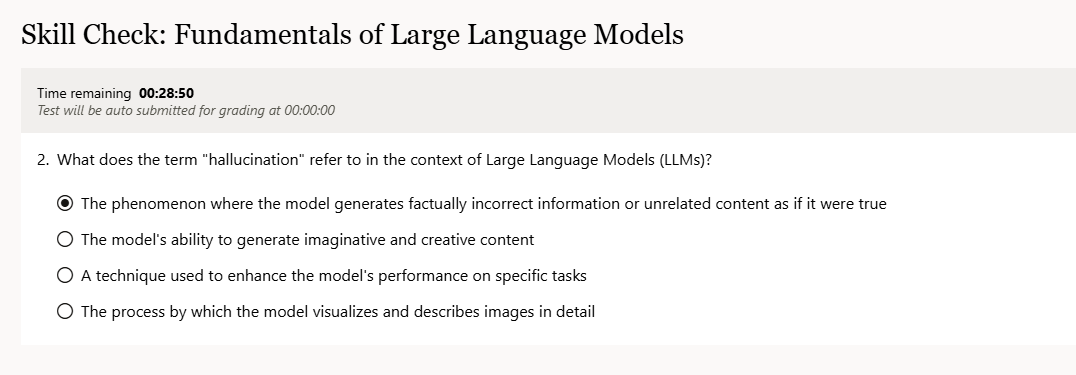 Skill Check: Fundamentals of Large Language Models
Time remaining 00:28:50
Test will be auto submitted for grading at 00:00:00
2. What does the term "hallucination" refer to in the context of Large Language Models (LLMs)?
The phenomenon where the model generates factually incorrect information or unrelated content as if it were true
The model's ability to generate imaginative and creative content
A technique used to enhance the model's performance on specific tasks
The process by which the model visualizes and describes images in detail